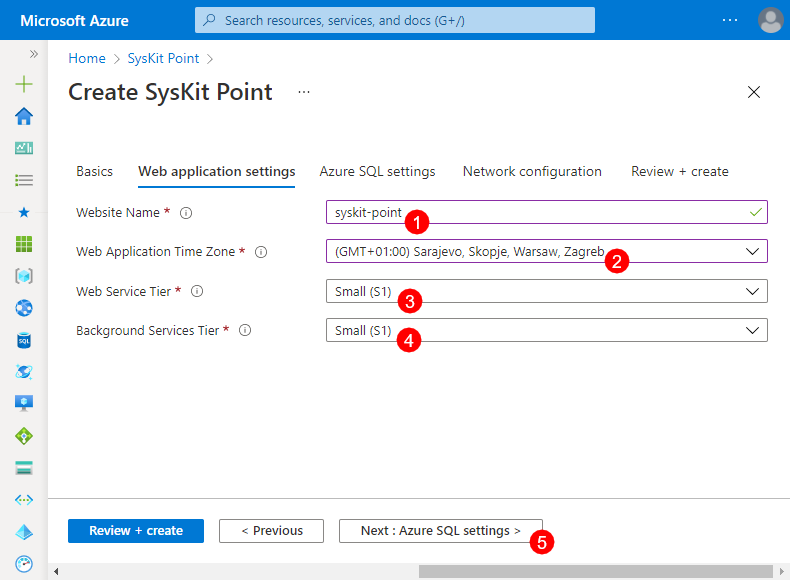 Microsoft Azure
Search resources, services, and docs (G+/)
Home > SysKit Point >
Create SysKit Point ...
Basics Web application settings Azure SQL settings Network configuration Review + create
Website Name * syskit-point 1
Web Application Time Zone * (GMT+01:00) Sarajevo, Skopje, Warsaw, Zagreb 2
Web Service Tier * Small (S1) 3
Background Services Tier * Small (S1) 4
Review + create < Previous Next : Azure SQL settings > 5
SQL